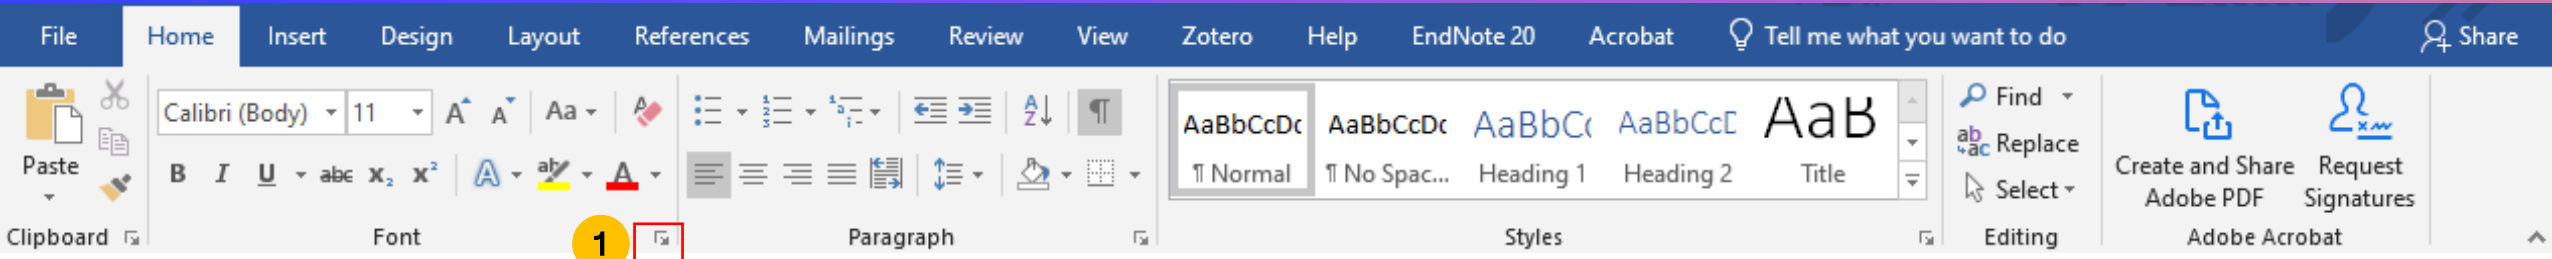 File Home Insert Design Layout References Mailings Review View Zotero Help EndNote 20 Acrobat Tell me what you want to do Share
Paste
Calibri (Body) 11 Aa
B I U abc x₂ x²
Clipboard
Font
1
Paragraph
AaBbCcDc AaBbCcDc AaBbCc AaBbCcD AaB
¶ Normal ¶ No Spac... Heading 1 Heading 2 Title
Styles
Find
Replace
Select
Editing
Create and Share
Adobe PDF
Request
Signatures
Adobe Acrobat